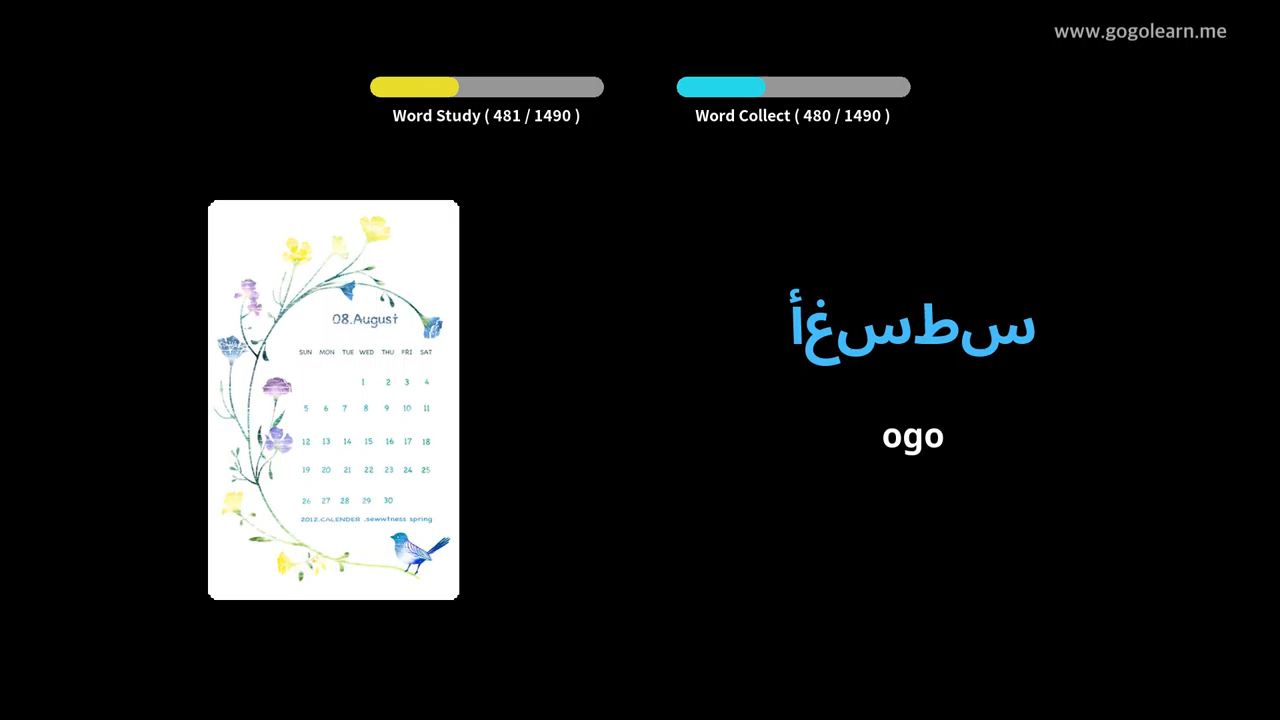 www.gogolearn.me
Word Study ( 481 / 1490 )
Word Collect ( 480 / 1490 )
08.August
SUN MON TUE WED THU FRI SAT
1 2 3 4
5 6 7 8 9 10 11
12 13 14 15 16 17 18
19 20 21 22 23 24 25
26 27 28 29 30
2012.CALENDER .sewwtness spring
أغسطس
ogo